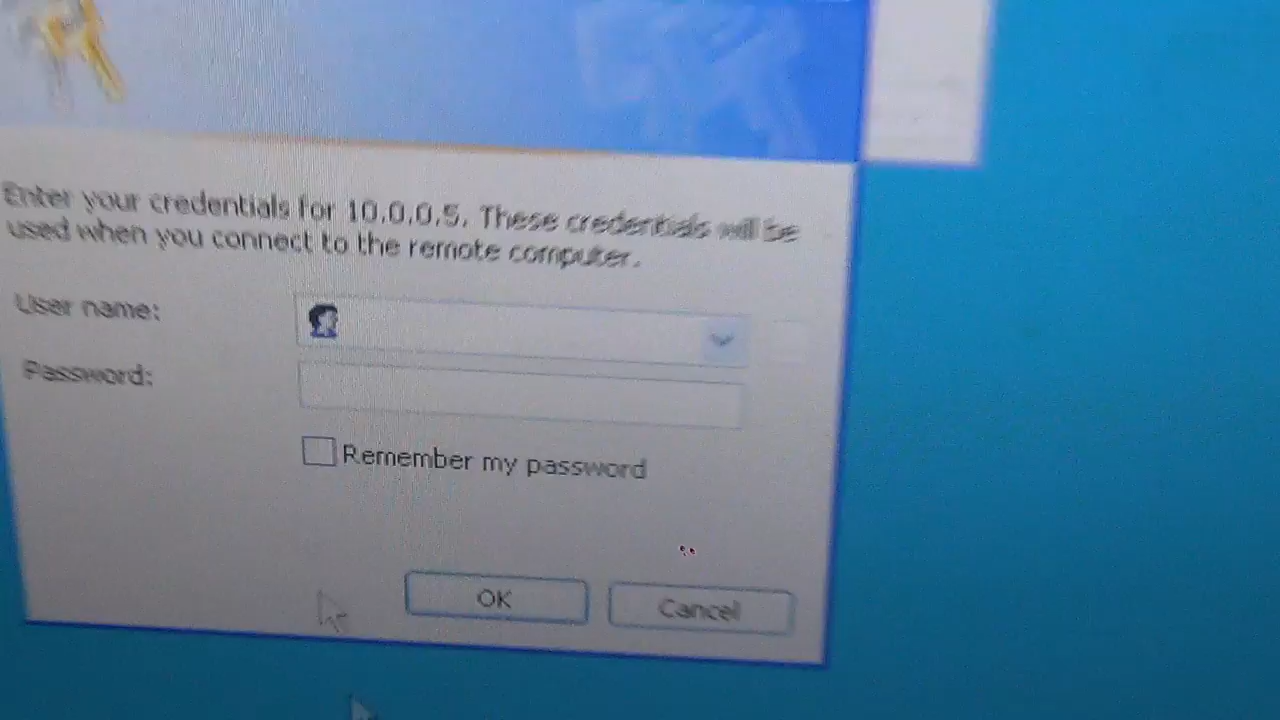 Enter your credentials for 10.0.0.5. These credentials will be
used when you connect to the remote computer.
User name:
Password:
Remember my password
OK
Cancel